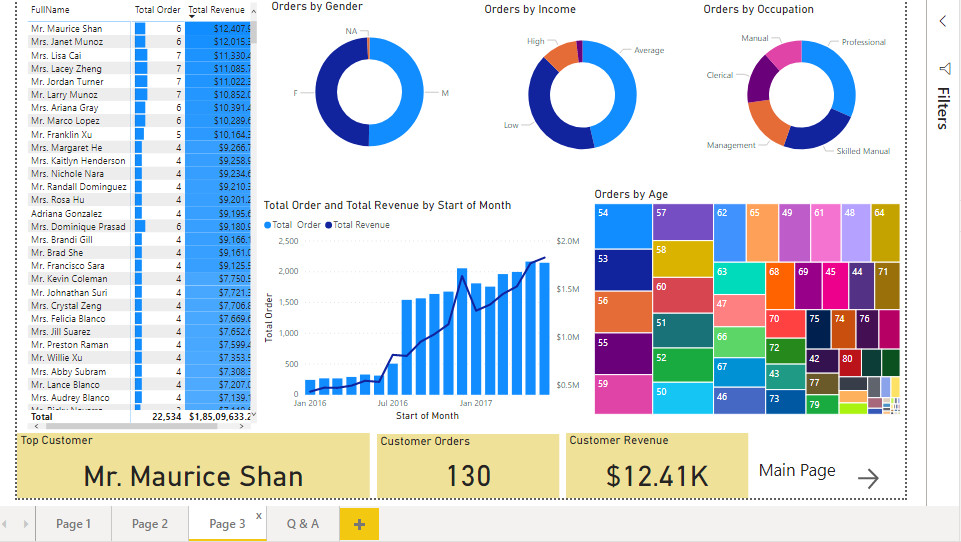 FullName Total Order Total Revenue
Mr. Maurice Shan 6 $12,407.9
Mrs. Janet Munoz 6 $12,015.3
Mrs. Lisa Cai 7 $11,330.4
Mrs. Lacey Zheng 7 $11,085.7
Mr. Jordan Turner 7 $11,022.3
Mr. Larry Munoz 7 $10,852.0
Mrs. Ariana Gray 6 $10,391.4
Mr. Marco Lopez 6 $10,289.6
Mr. Franklin Xu 5 $10,164.3
Mrs. Margaret He 4 $9,266.7
Mrs. Kaitlyn Henderson 4 $9,258.9
Mrs. Nichole Nara 4 $9,234.6
Mr. Randall Dominguez 4 $9,210.3
Mrs. Rosa Hu 4 $9,201.2
Adriana Gonzalez 4 $9,195.6
Mrs. Dominique Prasad 6 $9,180.9
Mrs. Brandi Gill 4 $9,166.1
Mr. Brad She 4 $9,161.0
Mr. Francisco Sara 4 $9,125.5
Mr. Kevin Coleman 4 $7,750.5
Mr. Johnathan Suri 4 $7,721.3
Mrs. Crystal Zeng 4 $7,706.8
Mrs. Felicia Blanco 4 $7,669.6
Mrs. Jill Suarez 4 $7,652.6
Mr. Preston Raman 4 $7,599.4
Mr. Willie Xu 4 $7,353.5
Mrs. Abby Subram 4 $7,308.3
Mr. Lance Blanco 4 $7,207.0
Mrs. Audrey Blanco 4 $7,139.1
Total 22,534 $1,85,09,633.2
Orders by Gender
NA
F
M
Orders by Income
High
Average
Low
Orders by Occupation
Manual
Professional
Clerical
Management
Skilled Manual
Filters
Total Order and Total Revenue by Start of Month
Total Order Total Revenue
2,500
2,000
1,500
1,000
500
0
Total Order
$2.0M
$1.5M
$1.0M
$0.5M
Jan 2016 Jul 2016 Jan 2017
Start of Month
Orders by Age
54 57 62 65 49 61 48 64
53 58 63 68 69 45 44 71
56 60 47 70 75 74 76
55 51 66 72 42 80
59 52 67 43 77
50 46 73 79
Top Customer
Mr. Maurice Shan
Customer Orders
130
Customer Revenue
$12.41K
Main Page
Page 1 Page 2 Page 3 x Q & A +